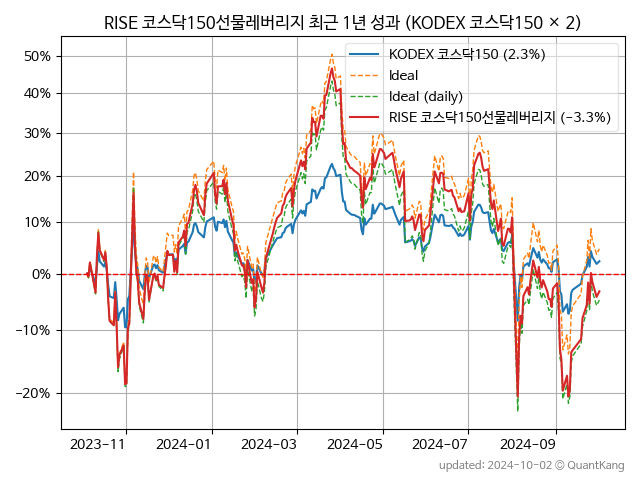 RISE 코스닥150선물레버리지 최근 1년 성과 (KODEX 코스닥150 × 2)
50%
40%
30%
20%
10%
0%
−10%
−20%
KODEX 코스닥150 (2.3%)
Ideal
Ideal (daily)
RISE 코스닥150선물레버리지 (−3.3%)
2023-11 2024-01 2024-03 2024-05 2024-07 2024-09
updated: 2024-10-02 © QuantKang